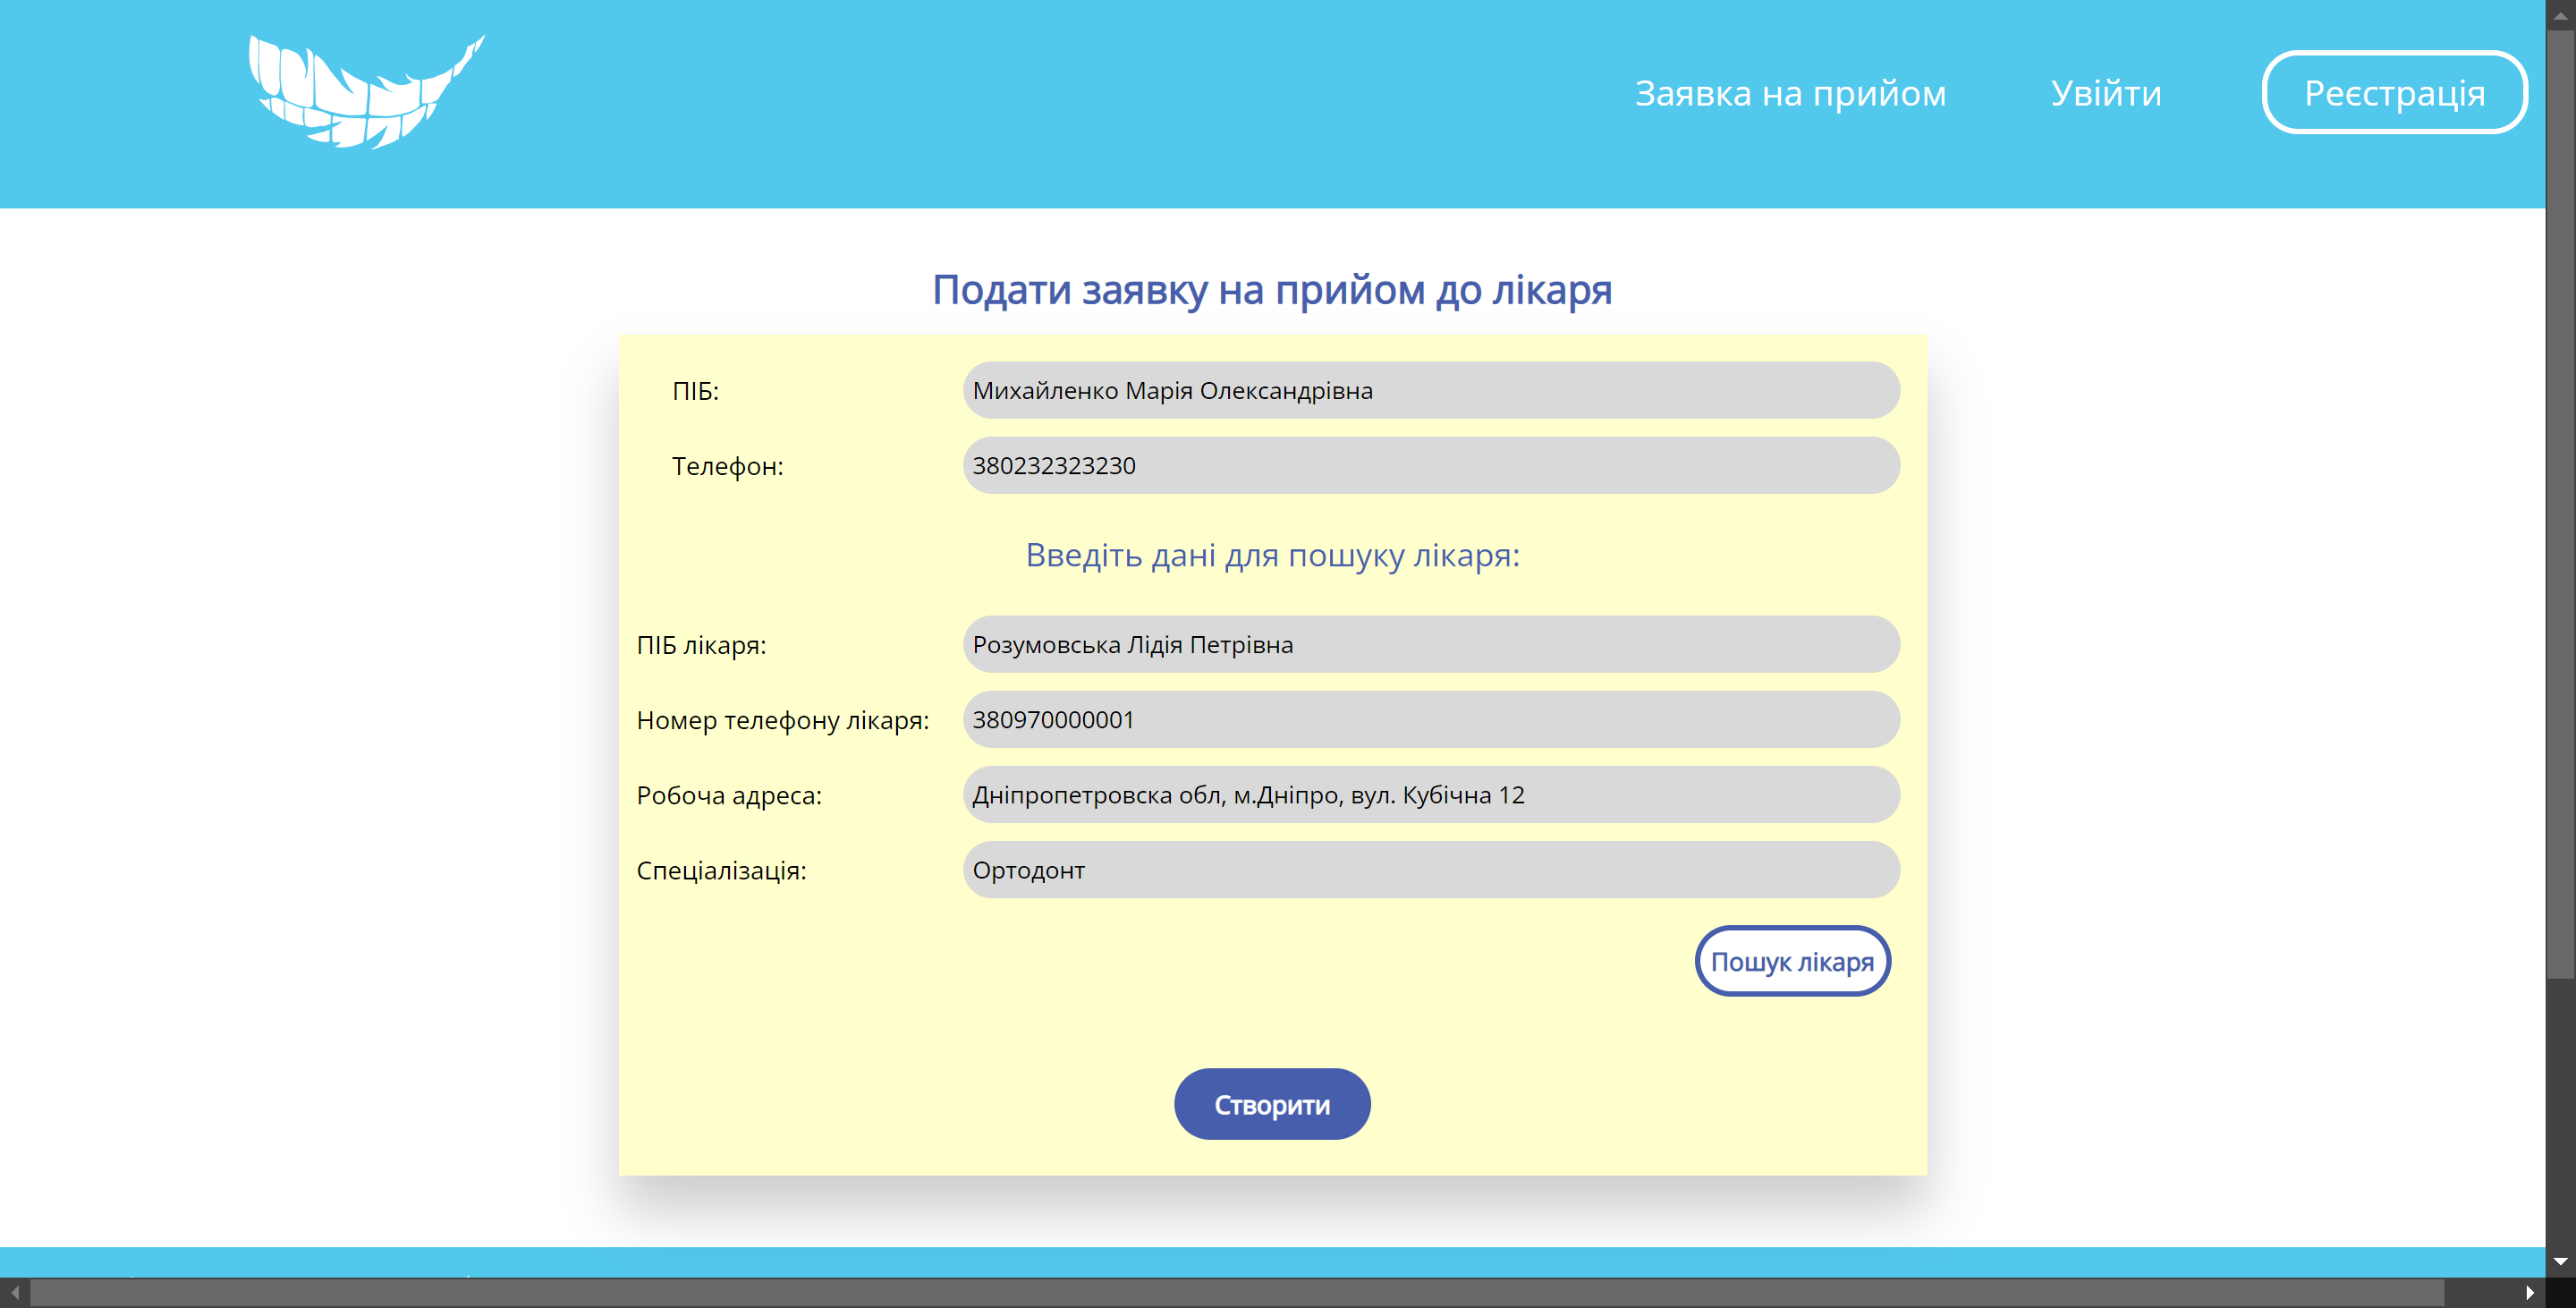 Заявка на прийом
Увійти
Реєстрація
Подати заявку на прийом до лікаря
ПІБ: Михайленко Марія Олександрівна
Телефон: 380232323230
Введіть дані для пошуку лікаря:
ПІБ лікаря: Розумовська Лідія Петрівна
Номер телефону лікаря: 380970000001
Робоча адреса: Дніпропетровска обл, м.Дніпро, вул. Кубічна 12
Спеціалізація: Ортодонт
Пошук лікаря
Створити